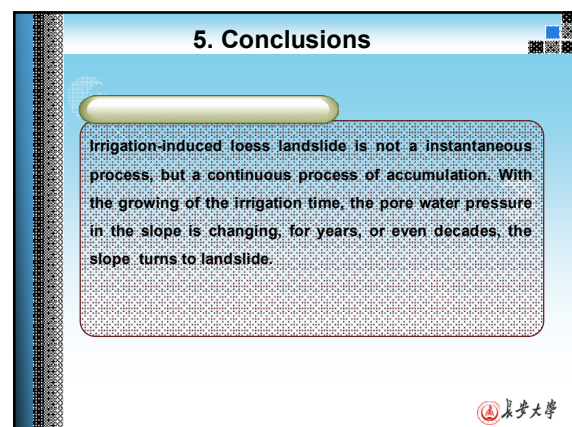 5. Conclusions
Irrigation-induced loess landslide is not a instantaneous
process, but a continuous process of accumulation. With
the growing of the irrigation time, the pore water pressure
in the slope is changing, for years, or even decades, the
slope turns to landslide.
长安大学